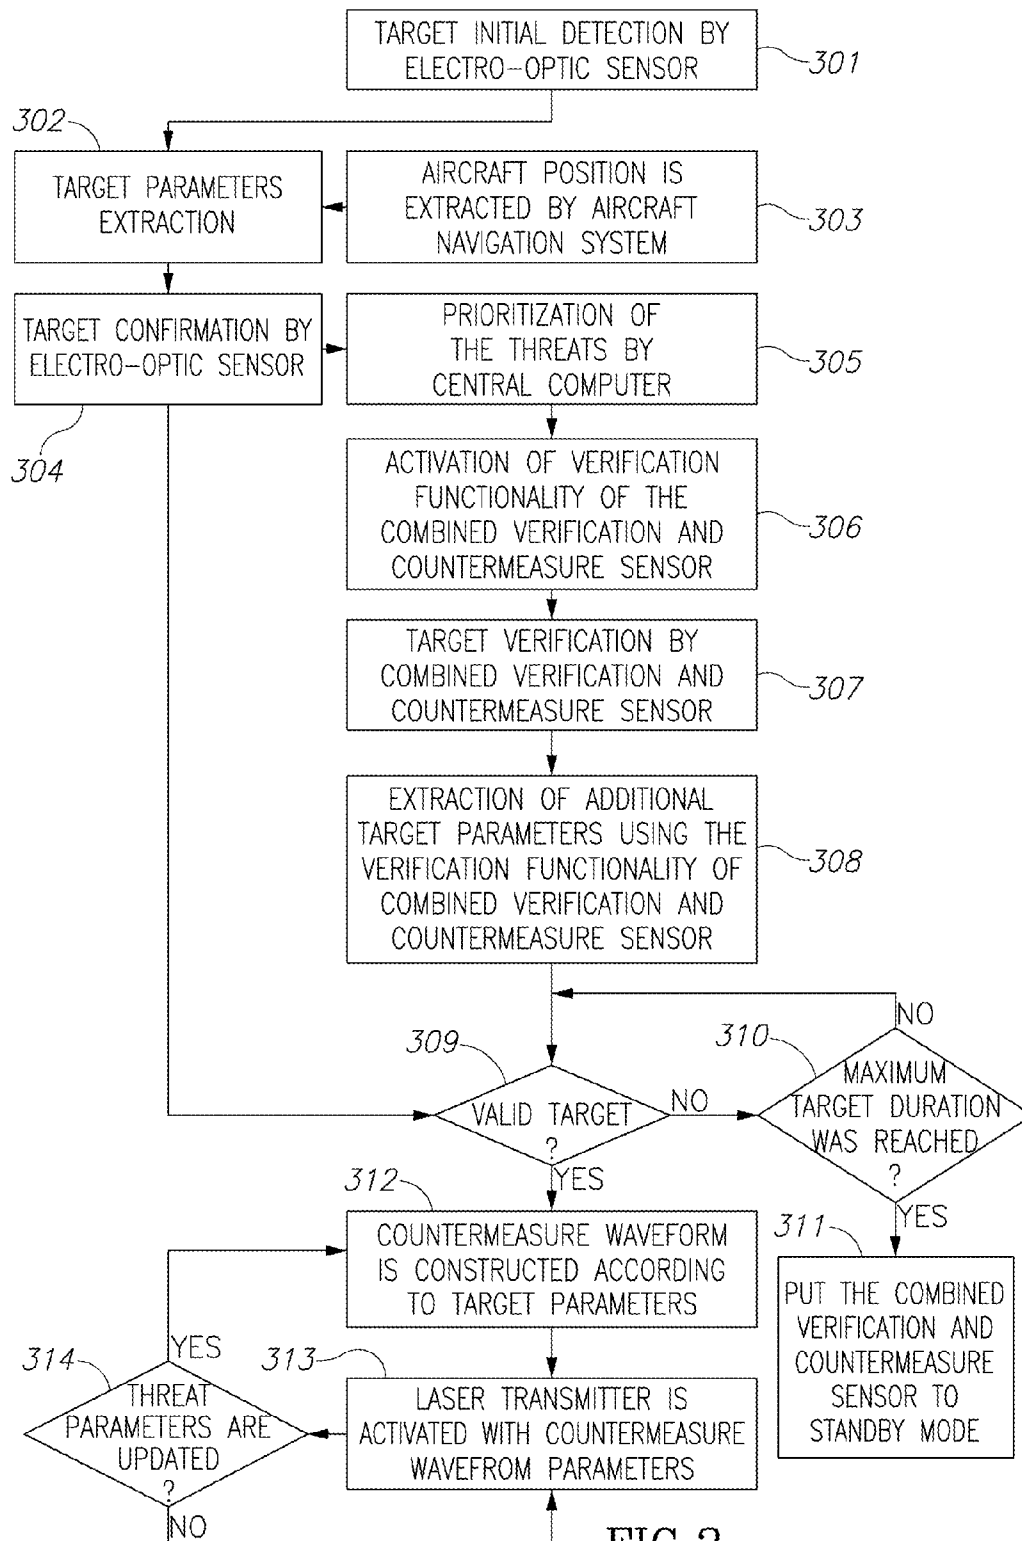 TARGET INITIAL DETECTION BY
ELECTRO-OPTIC SENSOR
301
302
TARGET PARAMETERS
EXTRACTION
AIRCRAFT POSITION IS
EXTRACTED BY AIRCRAFT
NAVIGATION SYSTEM
303
TARGET CONFIRMATION BY
ELECTRO-OPTIC SENSOR
304
PRIORITIZATION OF
THE THREATS BY
CENTRAL COMPUTER
305
ACTIVATION OF VERIFICATION
FUNCTIONALITY OF THE
COMBINED VERIFICATION AND
COUNTERMEASURE SENSOR
306
TARGET VERIFICATION BY
COMBINED VERIFICATION AND
COUNTERMEASURE SENSOR
307
EXTRACTION OF ADDITIONAL
TARGET PARAMETERS USING THE
VERIFICATION FUNCTIONALITY OF
COMBINED VERIFICATION AND
COUNTERMEASURE SENSOR
308
309
VALID TARGET
?
NO
YES
310
NO
MAXIMUM
TARGET DURATION
WAS REACHED
?
YES
311
PUT THE COMBINED
VERIFICATION AND
COUNTERMEASURE
SENSOR TO
STANDBY MODE
312
COUNTERMEASURE WAVEFORM
IS CONSTRUCTED ACCORDING
TO TARGET PARAMETERS
313
LASER TRANSMITTER IS
ACTIVATED WITH COUNTERMEASURE
WAVEFROM PARAMETERS
314
YES
THREAT
PARAMETERS ARE
UPDATED
?
NO